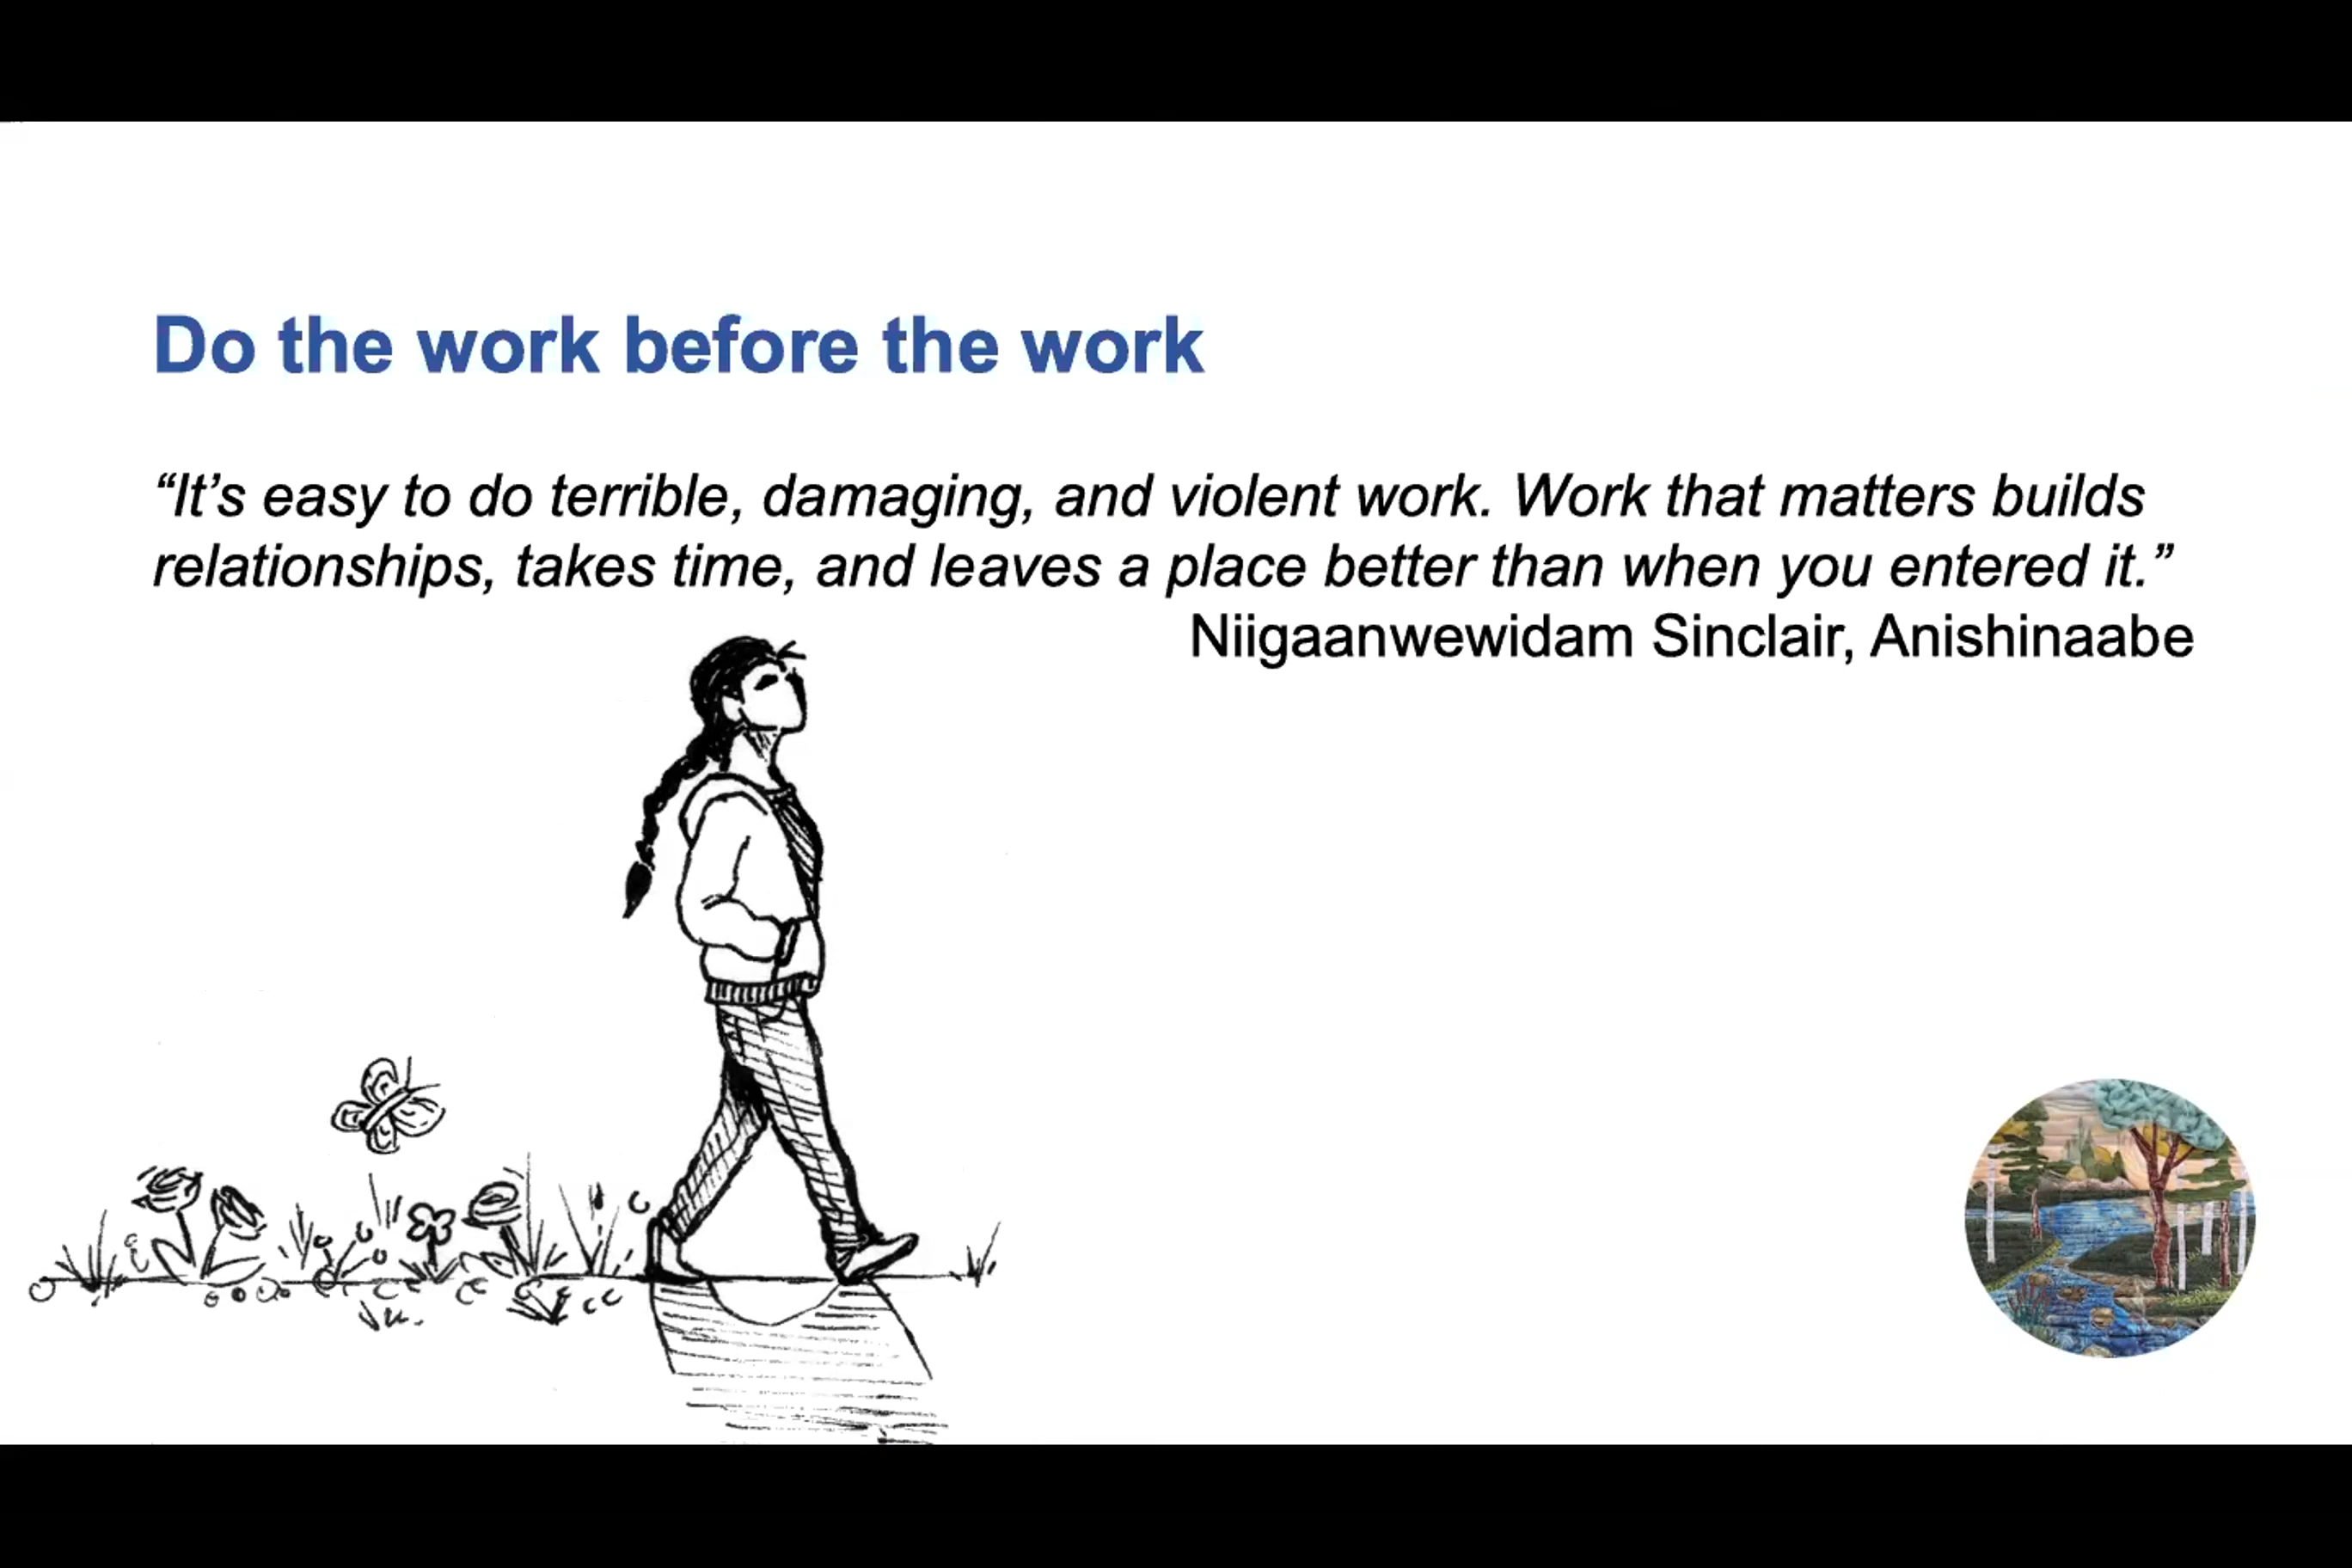 Do the work before the work
“It’s easy to do terrible, damaging, and violent work. Work that matters builds
relationships, takes time, and leaves a place better than when you entered it.”
Niigaanwewidam Sinclair, Anishinaabe